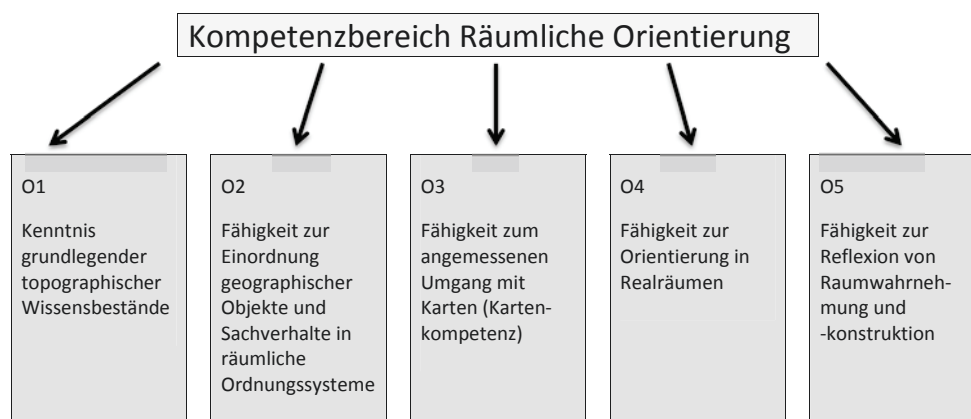 Kompetenzbereich Räumliche Orientierung
O1
Kenntnis
grundlegender
topographischer
Wissensbestände
O2
Fähigkeit zur
Einordnung
geographischer
Objekte und
Sachverhalte in
räumliche
Ordnungssysteme
O3
Fähigkeit zum
angemessenen
Umgang mit
Karten (Karten-
kompetenz)
O4
Fähigkeit zur
Orientierung in
Realräumen
O5
Fähigkeit zur
Reflexion von
Raumwahrneh-
mung und
-konstruktion